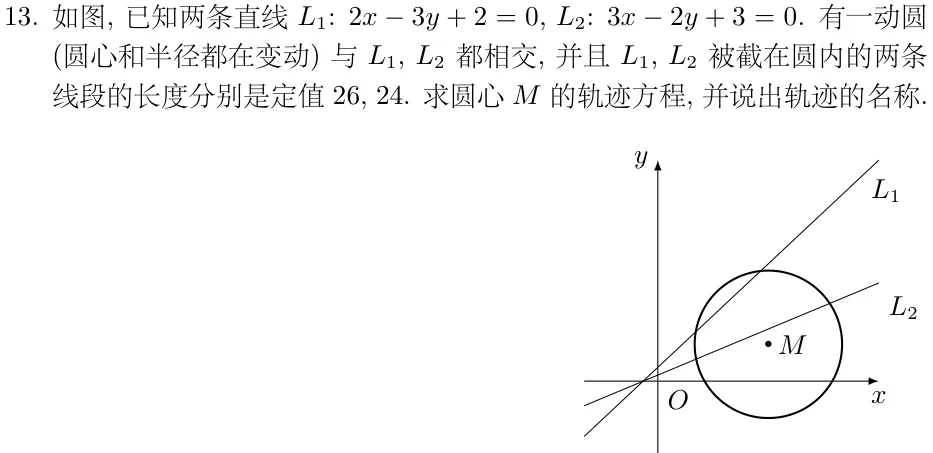 13. 如图, 已知两条直线 L₁: 2x − 3y + 2 = 0, L₂: 3x − 2y + 3 = 0. 有一动圆
(圆心和半径都在变动) 与 L₁, L₂ 都相交, 并且 L₁, L₂ 被截在圆内的两条
线段的长度分别是定值 26, 24. 求圆心 M 的轨迹方程, 并说出轨迹的名称.
y
L₁
L₂
M
O
x